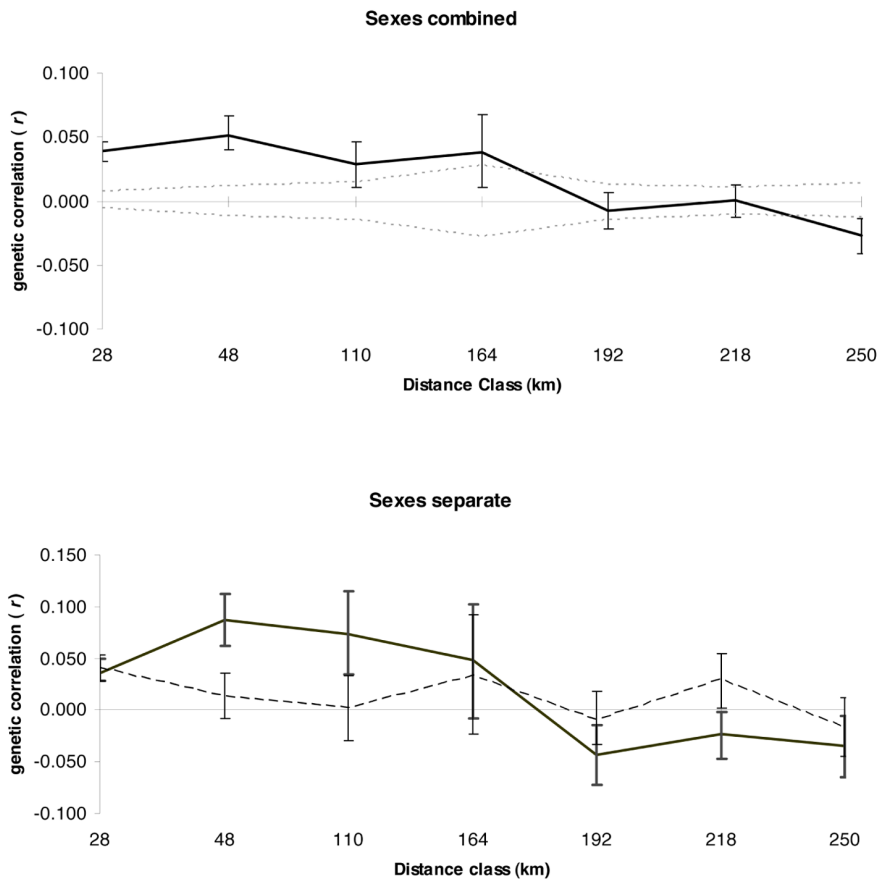 Sexes combined
0.100
0.050
0.000
-0.050
-0.100
genetic correlation ( r)
28 48 110 164 192 218 250
Distance Class (km)
Sexes separate
0.150
0.100
0.050
0.000
-0.050
-0.100
genetic correlation ( r)
28 48 110 164 192 218 250
Distance class (km)